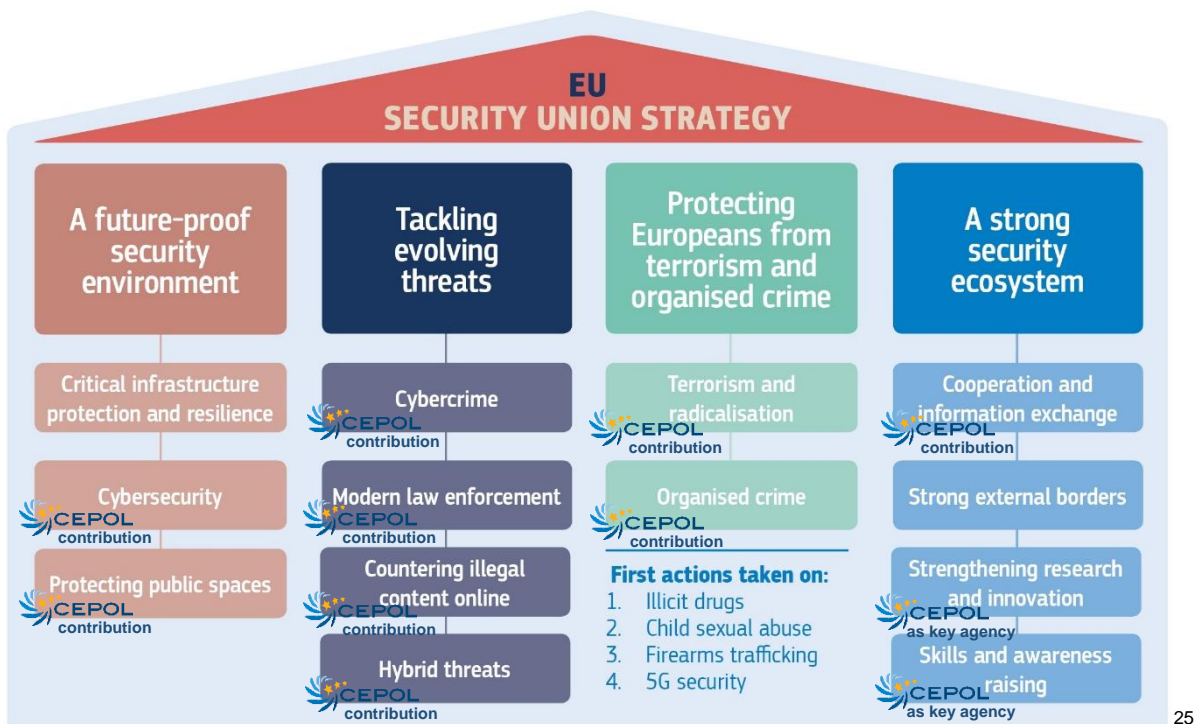 EU
SECURITY UNION STRATEGY
A future-proof
security
environment
Critical infrastructure
protection and resilience
Cybersecurity
CEPOL
contribution
Protecting public spaces
CEPOL
contribution
Tackling
evolving
threats
Cybercrime
CEPOL
contribution
Modern law enforcement
CEPOL
contribution
Countering illegal
content online
CEPOL
contribution
Hybrid threats
CEPOL
contribution
Protecting
Europeans from
terrorism and
organised crime
Terrorism and
radicalisation
CEPOL
contribution
Organised crime
CEPOL
contribution
First actions taken on:
1. Illicit drugs
2. Child sexual abuse
3. Firearms trafficking
4. 5G security
A strong
security
ecosystem
Cooperation and
information exchange
CEPOL
contribution
Strong external borders
Strengthening research
and innovation
CEPOL
as key agency
Skills and awareness
raising
CEPOL
as key agency
25